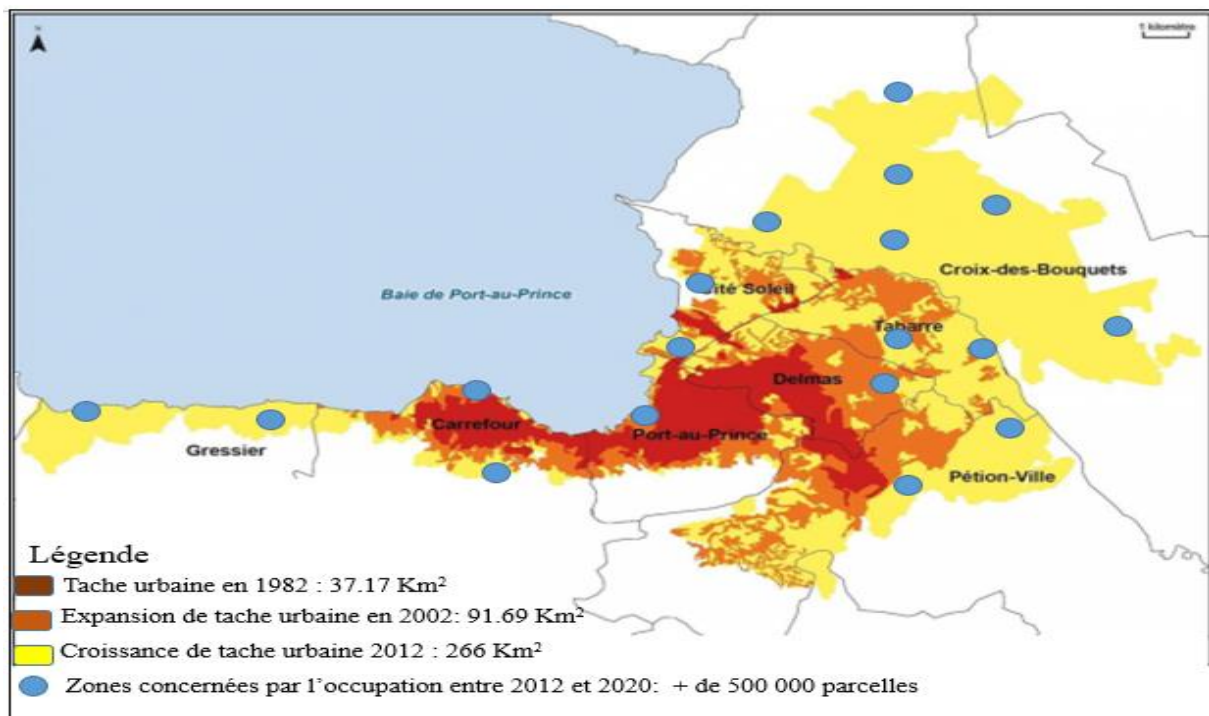 N
1 kilomètre
Croix-des-Bouquets
Cité Soleil
Baie de Port-au-Prince
Tabarre
Delmas
Carrefour
Port-au-Prince
Gressier
Pétion-Ville
Légende
Tache urbaine en 1982 : 37.17 Km²
Expansion de tache urbaine en 2002: 91.69 Km²
Croissance de tache urbaine 2012 : 266 Km²
Zones concernées par l’occupation entre 2012 et 2020: + de 500 000 parcelles